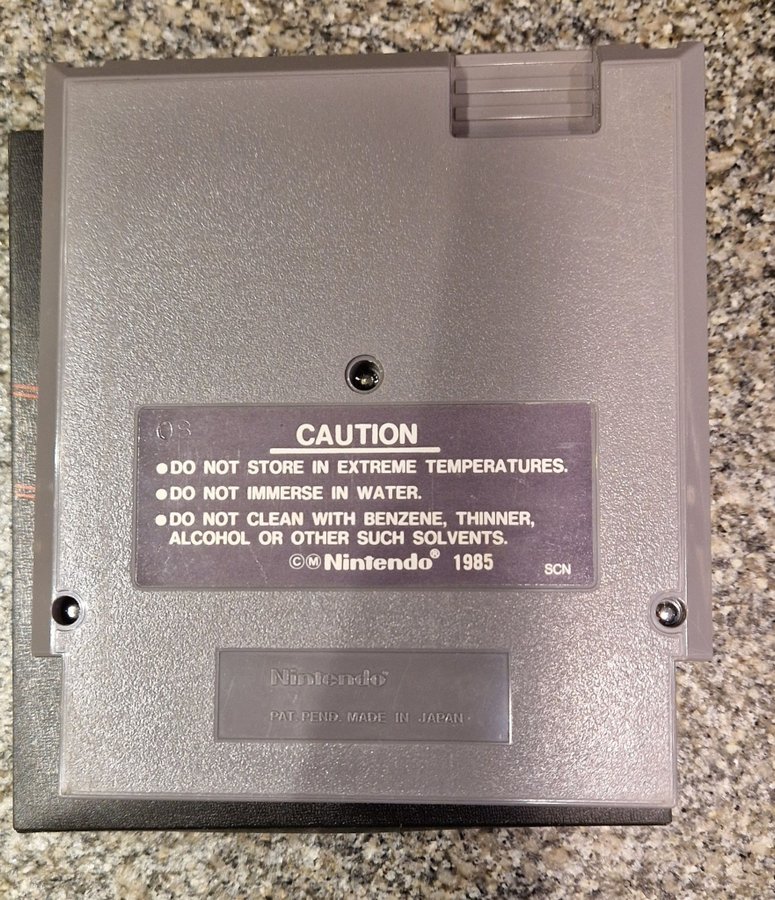 08
CAUTION
●DO NOT STORE IN EXTREME TEMPERATURES.
●DO NOT IMMERSE IN WATER.
●DO NOT CLEAN WITH BENZENE, THINNER,
ALCOHOL OR OTHER SUCH SOLVENTS.
©Ⓜ Nintendo® 1985
SCN
Nintendo®
PAT. PEND. MADE IN JAPAN